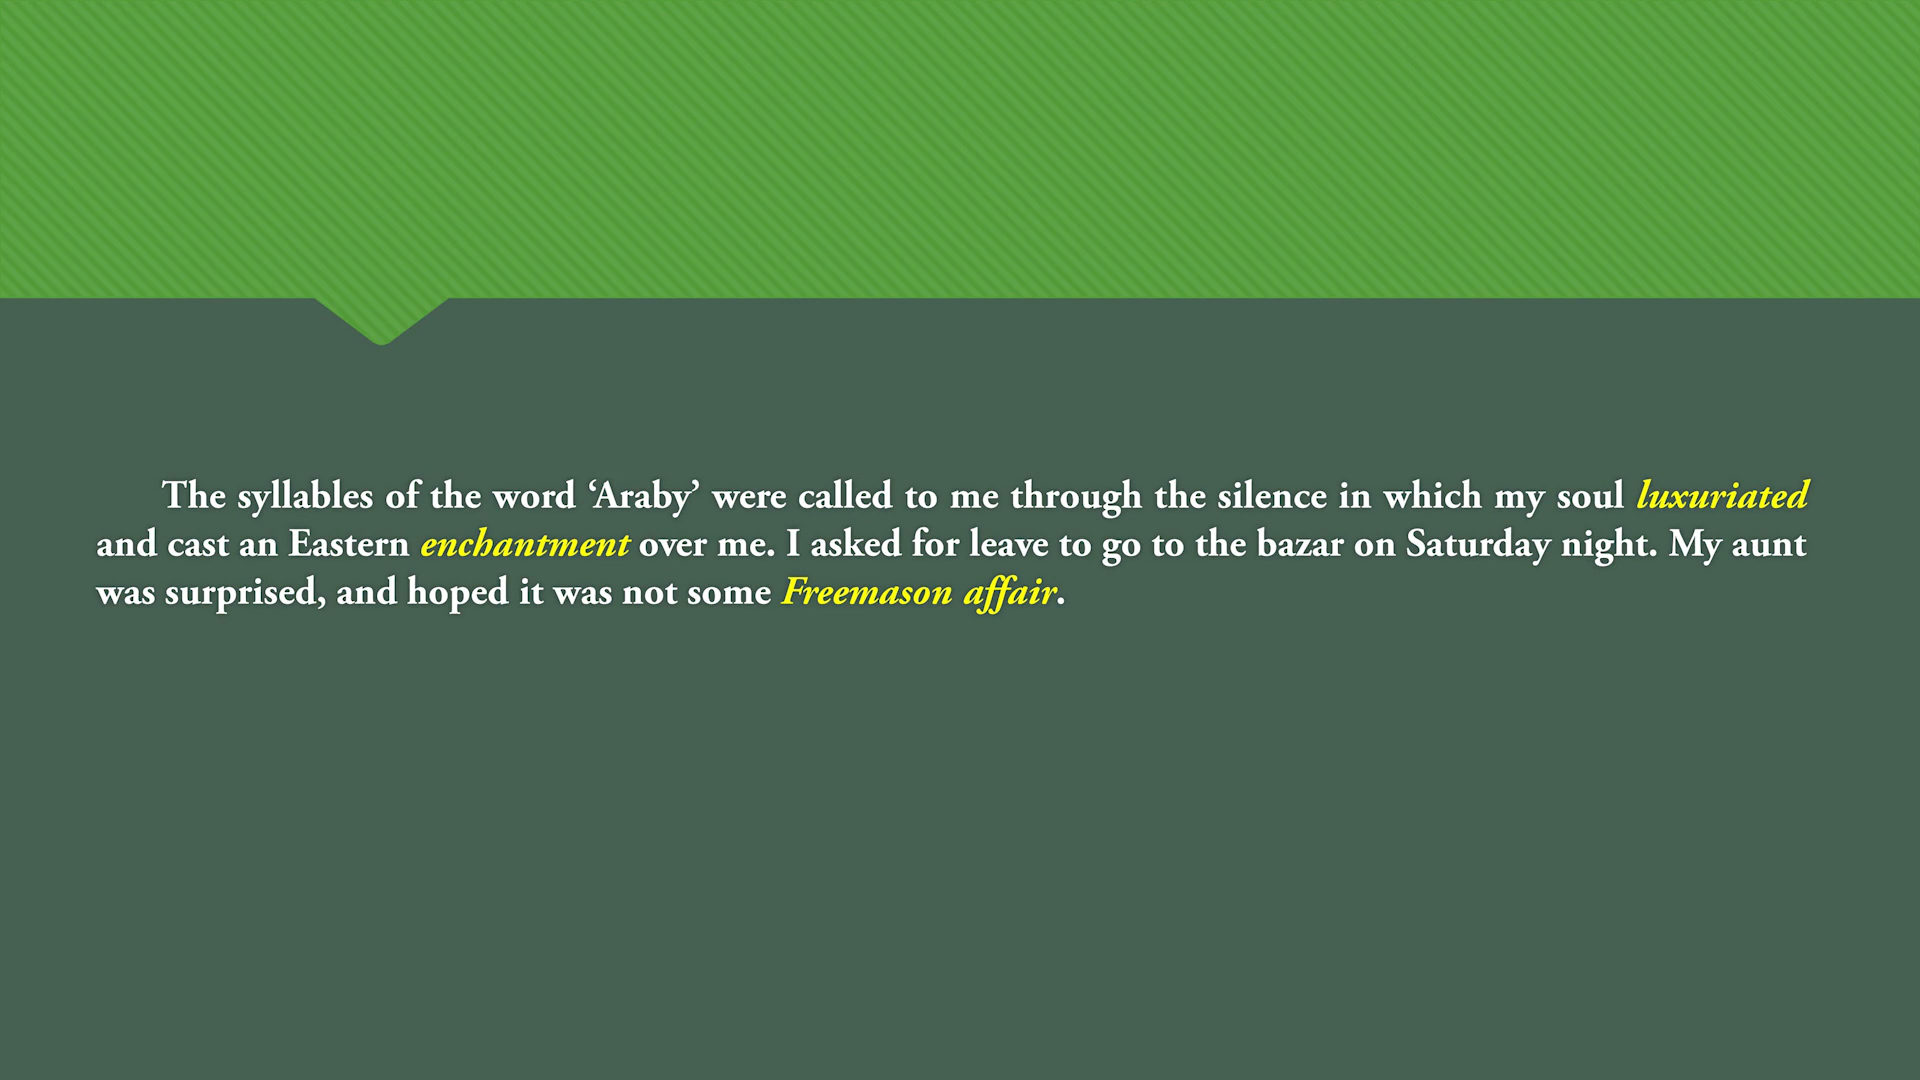 The syllables of the word ‘Araby’ were called to me through the silence in which my soul luxuriated
and cast an Eastern enchantment over me. I asked for leave to go to the bazar on Saturday night. My aunt
was surprised, and hoped it was not some Freemason affair.